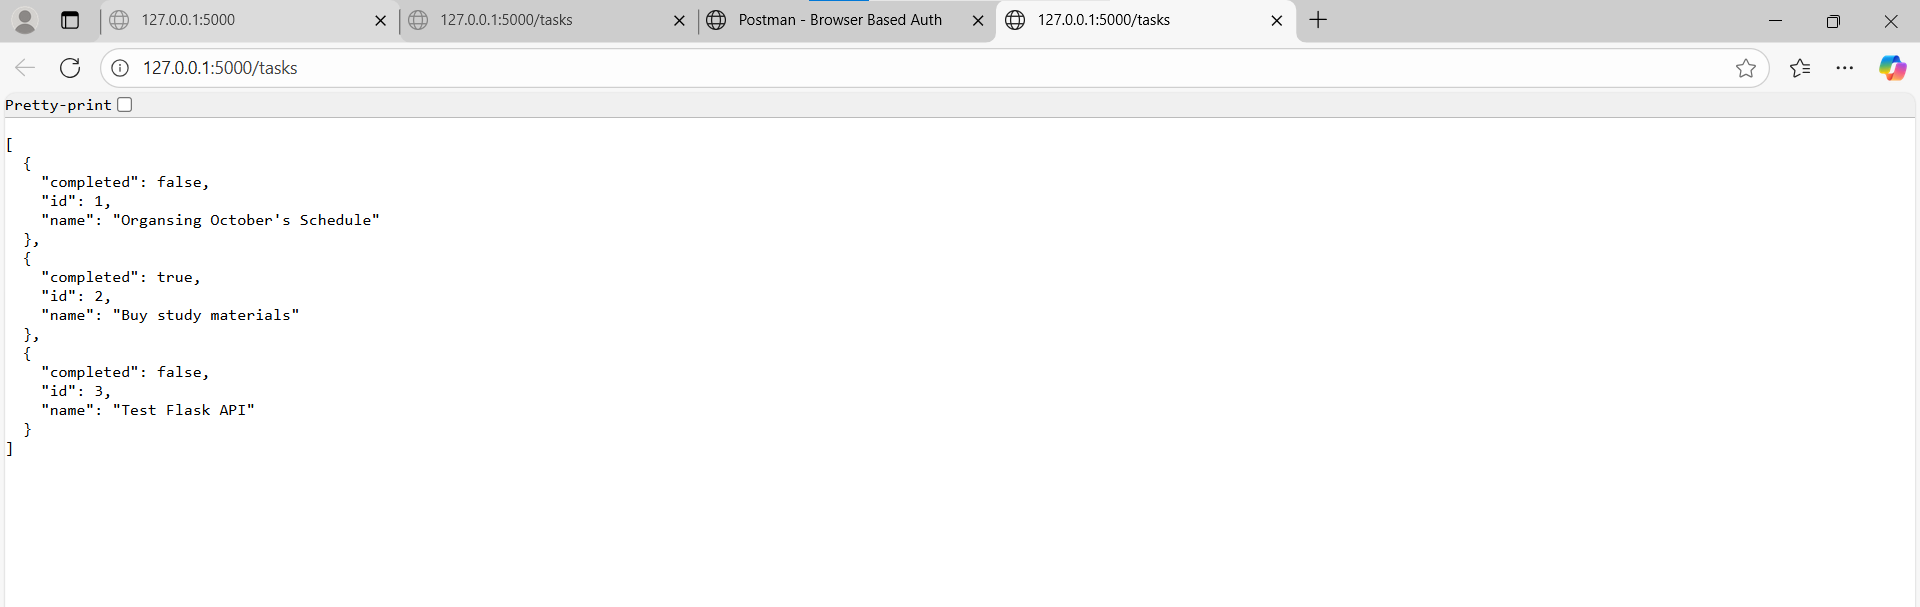 127.0.0.1:5000
127.0.0.1:5000/tasks
Postman - Browser Based Auth
127.0.0.1:5000/tasks
127.0.0.1:5000/tasks
Pretty-print
[
  {
    "completed": false,
    "id": 1,
    "name": "Organsing October's Schedule"
  },
  {
    "completed": true,
    "id": 2,
    "name": "Buy study materials"
  },
  {
    "completed": false,
    "id": 3,
    "name": "Test Flask API"
  }
]